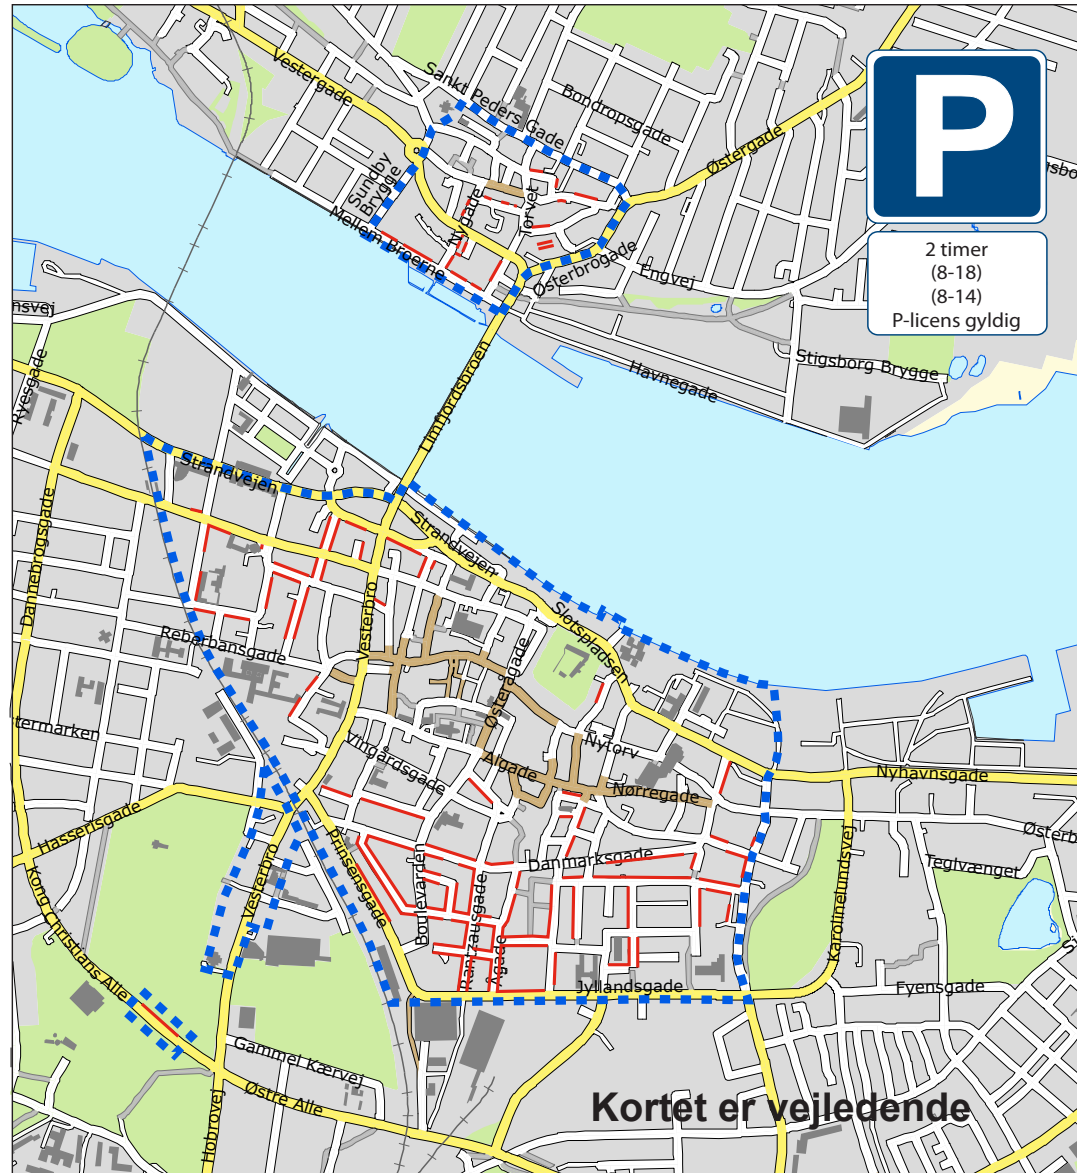 Vestergade
Sankt Peders Gade
Bondropsgade
Østergade
P
2 timer
(8-18)
(8-14)
P-licens gyldig
Sundby
Brygge
Mellem Broerne
Nygade
Torvet
Østerbrogade
Engvej
Stigsborg Brygge
Havnegade
Limfjordsbroen
nsvej
Ryesgade
Strandvejen
Strandvejen
Dannebrogsgade
Vesterbro
Reberbansgade
Slotspladsen
Østerågade
termarken
Vingårdsgade
Algade
Nytorv
Nørregade
Nyhavnsgade
Hasserisgade
Prinsensgade
Boulevarden
Danmarksgade
Karolinelundsvej
Teglvænget
Østerb
Kong Christians Alle
Vesterbro
Rantzausgade
Ågade
Jyllandsgade
Fyensgade
Gammel Kærvej
Østre Alle
Hobrovej
Kortet er vejledende